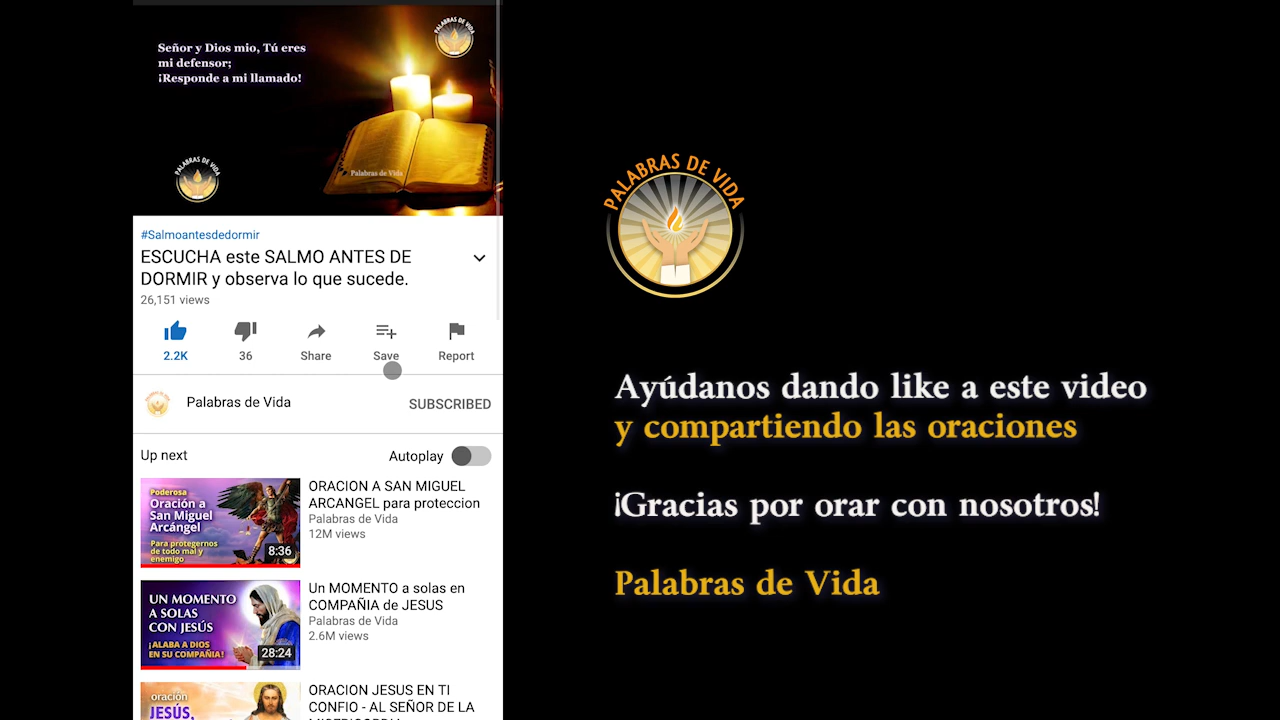 PALABRAS DE VIDA
Señor y Dios mio, Tú eres
mi defensor;
¡Responde a mi llamado!
PALABRAS DE VIDA
Palabras de Vida
#Salmoantesdedormir
ESCUCHA este SALMO ANTES DE
DORMIR y observa lo que sucede.
26,151 views
2.2K
36
Share
Save
Report
Palabras de Vida
SUBSCRIBED
Up next
Autoplay
Poderosa
Oración a
San Miguel
Arcángel
Para protegernos
de todo mal y
enemigo
8:36
ORACION A SAN MIGUEL
ARCANGEL para proteccion
Palabras de Vida
12M views
UN MOMENTO
A SOLAS
CON JESÚS
¡ALABA A DIOS
EN SU COMPAÑIA!
28:24
Un MOMENTO a solas en
COMPAÑIA de JESUS
Palabras de Vida
2.6M views
oración
JESÚS,
ORACION JESUS EN TI
CONFIO - AL SEÑOR DE LA
PALABRAS DE VIDA
Ayúdanos dando like a este video
y compartiendo las oraciones
¡Gracias por orar con nosotros!
Palabras de Vida